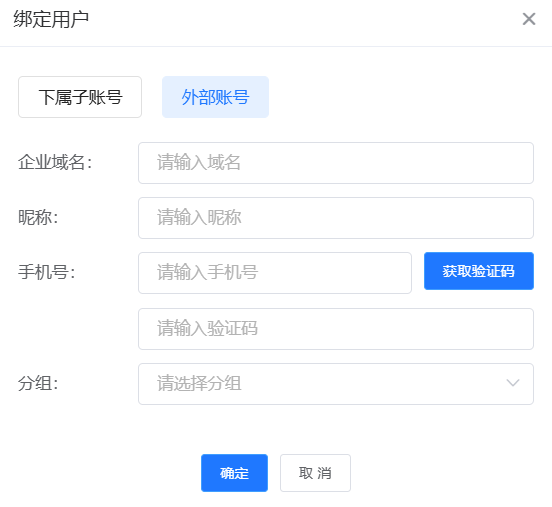 绑定用户
下属子账号 外部账号
企业域名： 请输入域名
昵称： 请输入昵称
手机号： 请输入手机号 获取验证码
请输入验证码
分组： 请选择分组
确定 取 消